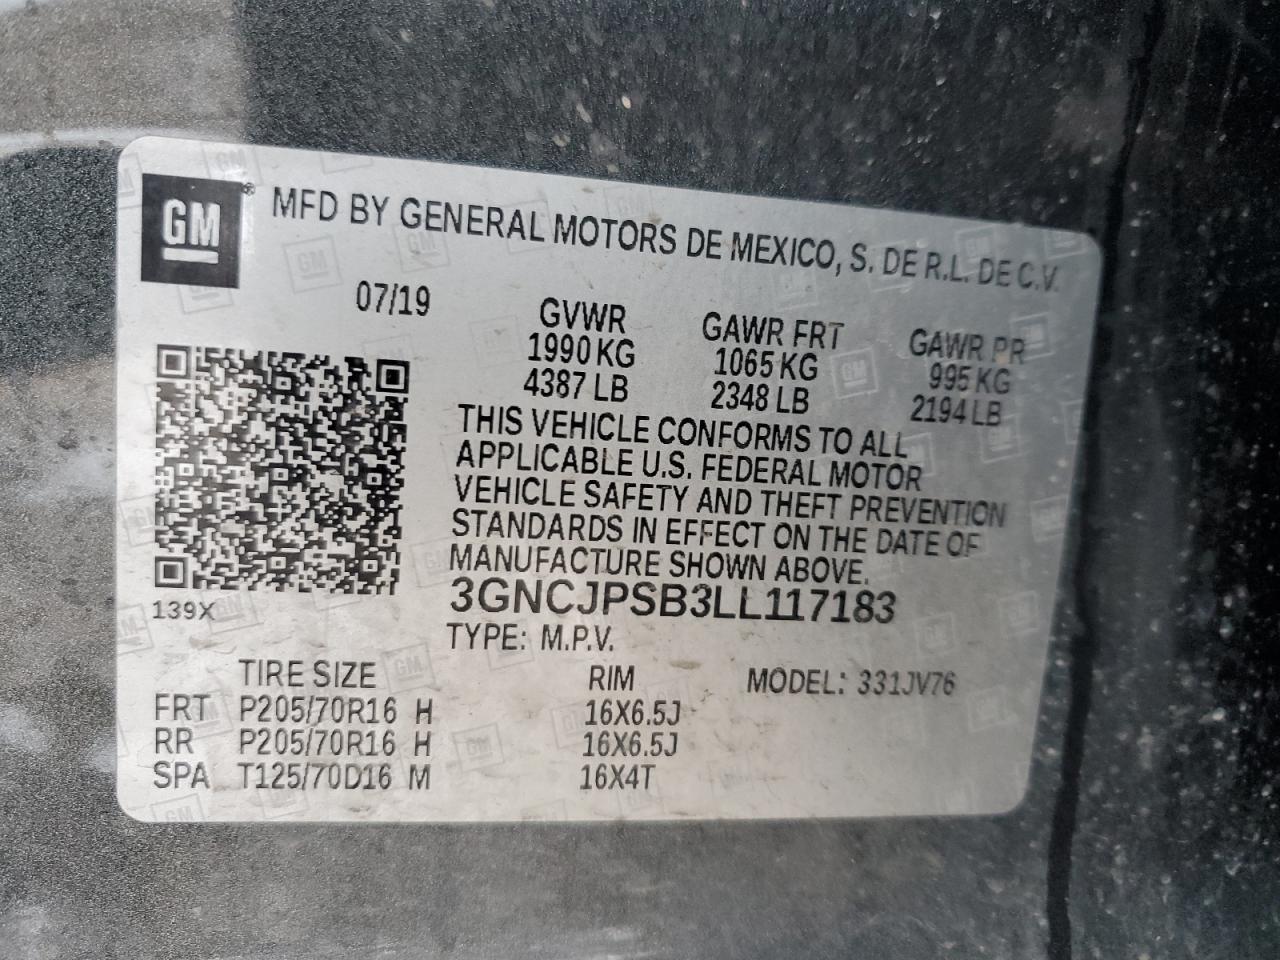 GM ® MFD BY GENERAL MOTORS DE MEXICO, S. DE R.L. DE C.V.
07/19 GVWR GAWR FRT GAWR PR
1990 KG 1065 KG 995 KG
4387 LB 2348 LB 2194 LB
THIS VEHICLE CONFORMS TO ALL
APPLICABLE U.S. FEDERAL MOTOR
VEHICLE SAFETY AND THEFT PREVENTION
STANDARDS IN EFFECT ON THE DATE OF
MANUFACTURE SHOWN ABOVE.
3GNCJPSB3LL117183
139X
TYPE: M.P.V.
TIRE SIZE RIM MODEL: 331JV76
FRT P205/70R16 H 16X6.5J
RR P205/70R16 H 16X6.5J
SPA T125/70D16 M 16X4T